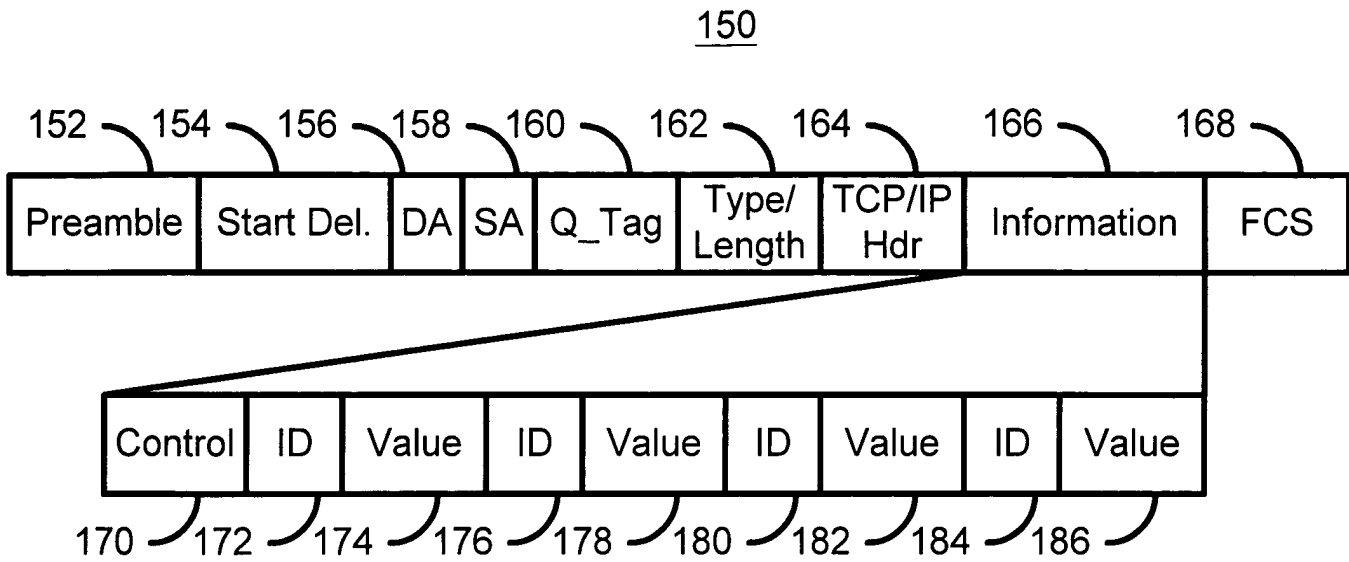 150
152 154 156 158 160 162 164 166 168
Preamble Start Del. DA SA Q_Tag Type/ Length TCP/IP Hdr Information FCS
Control ID Value ID Value ID Value ID Value
170 172 174 176 178 180 182 184 186